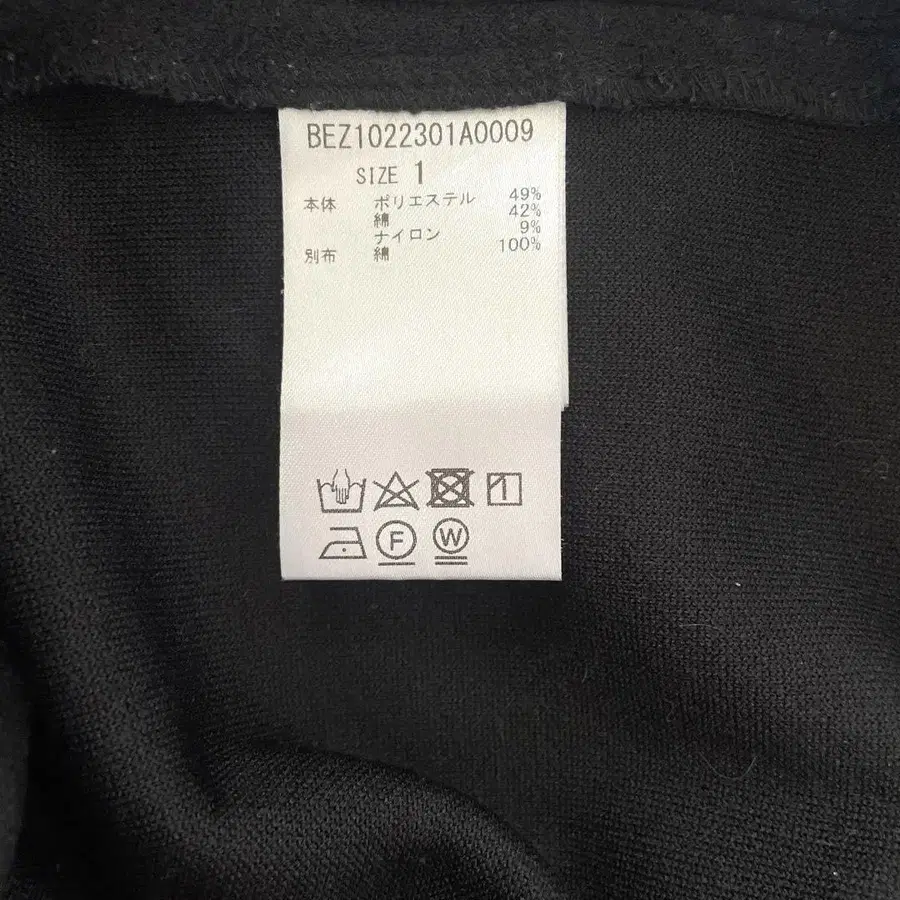 BEZ1022301A0009
SIZE 1
本体 ポリエステル 49%
綿 42%
ナイロン 9%
別布 綿 100%
F W